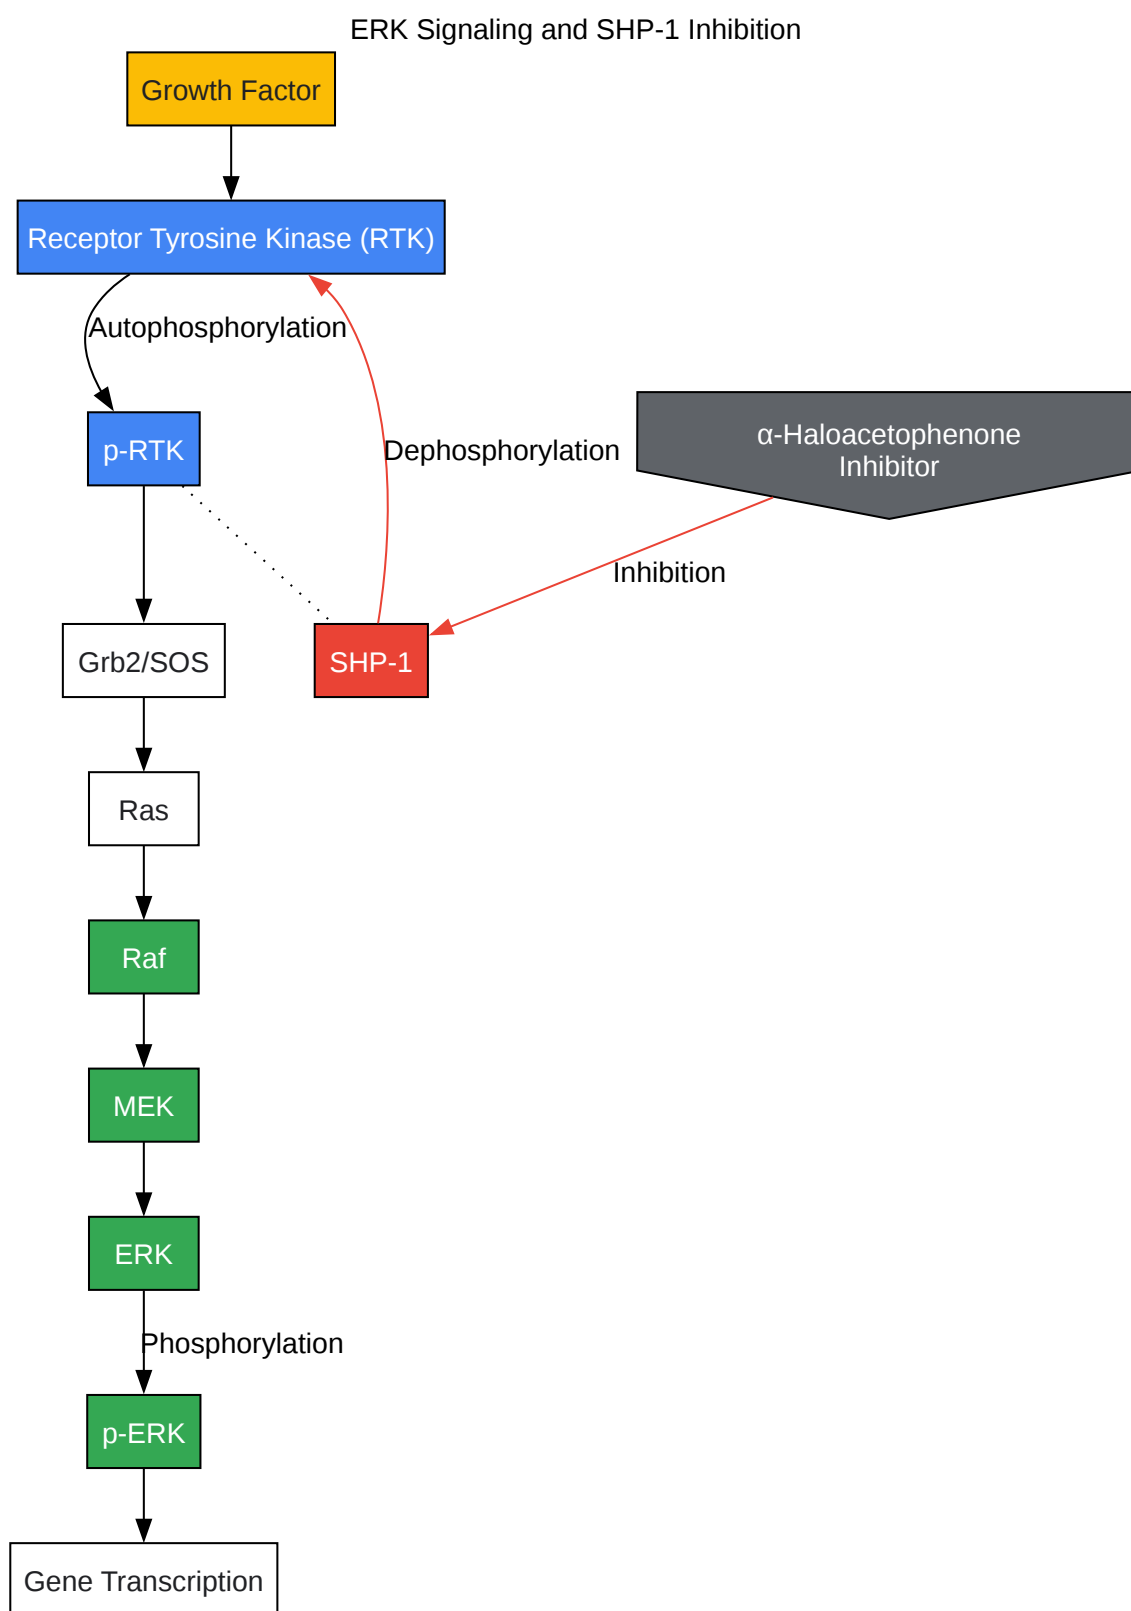 ERK Signaling and SHP-1 Inhibition
Growth Factor
Receptor Tyrosine Kinase (RTK)
Autophosphorylation
p-RTK
Dephosphorylation
α-Haloacetophenone
Inhibitor
Inhibition
Grb2/SOS
SHP-1
Ras
Raf
MEK
ERK
Phosphorylation
p-ERK
Gene Transcription